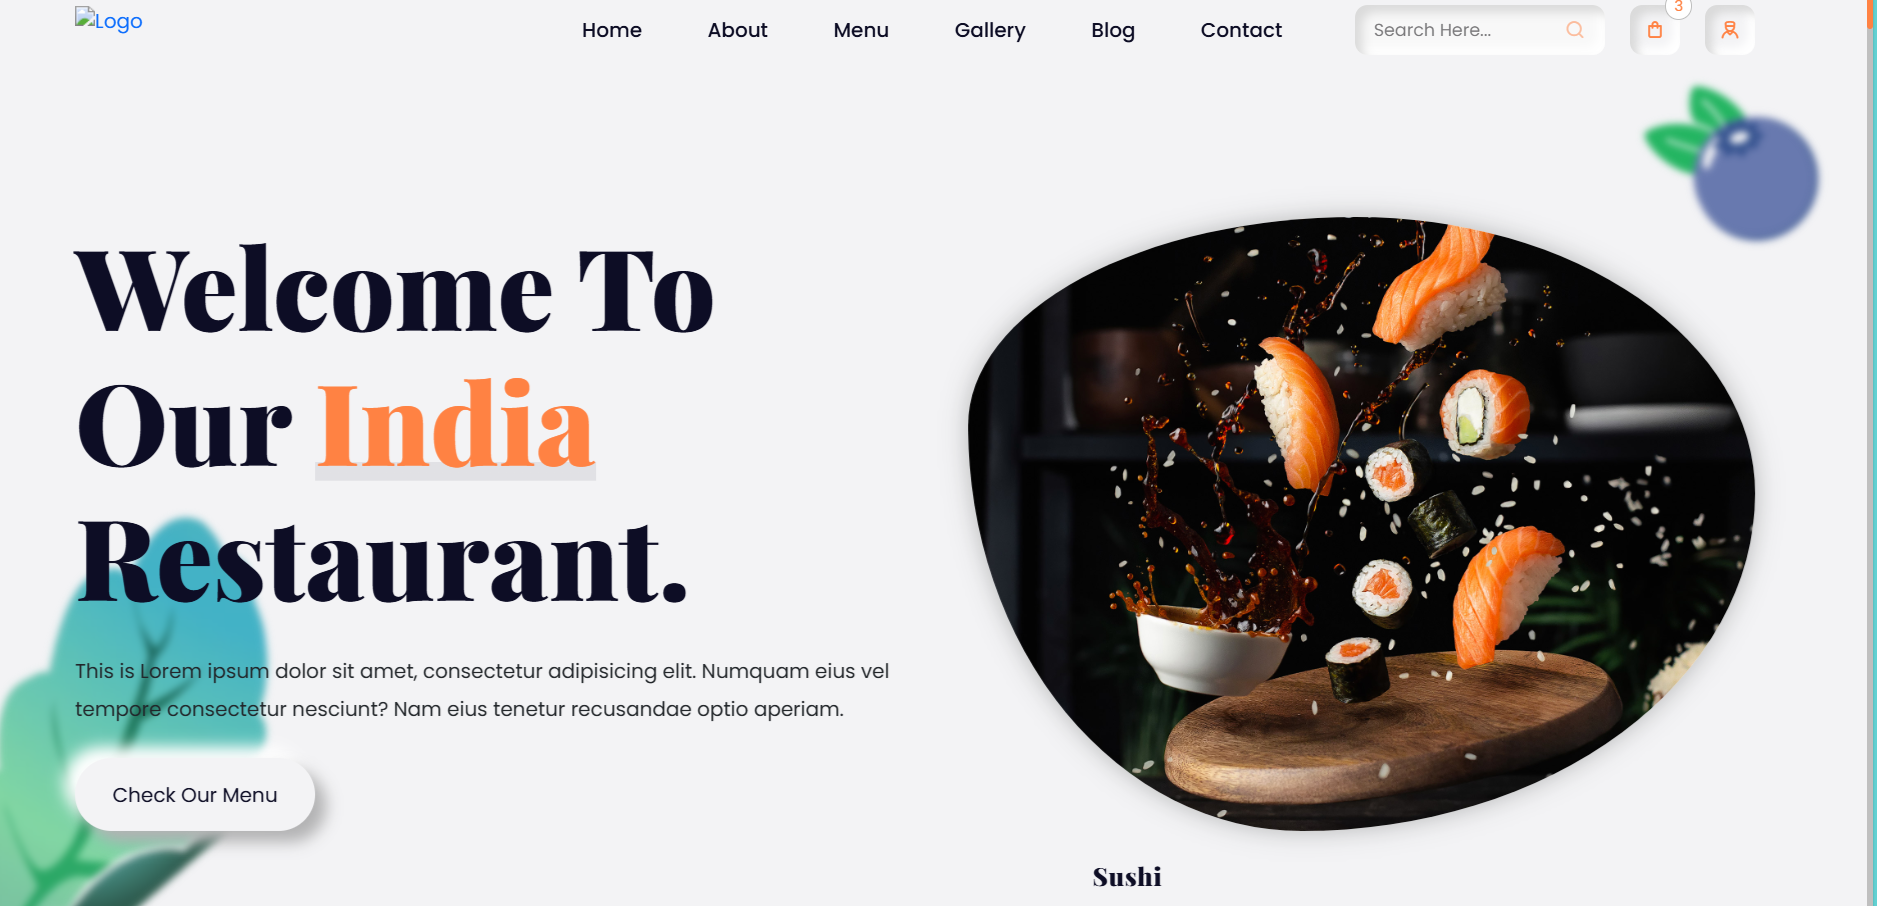 Logo
Home
About
Menu
Gallery
Blog
Contact
Search Here...
3
Welcome To
Our India
Restaurant.
This is Lorem ipsum dolor sit amet, consectetur adipisicing elit. Numquam eius vel
tempore consectetur nesciunt? Nam eius tenetur recusandae optio aperiam.
Check Our Menu
Sushi